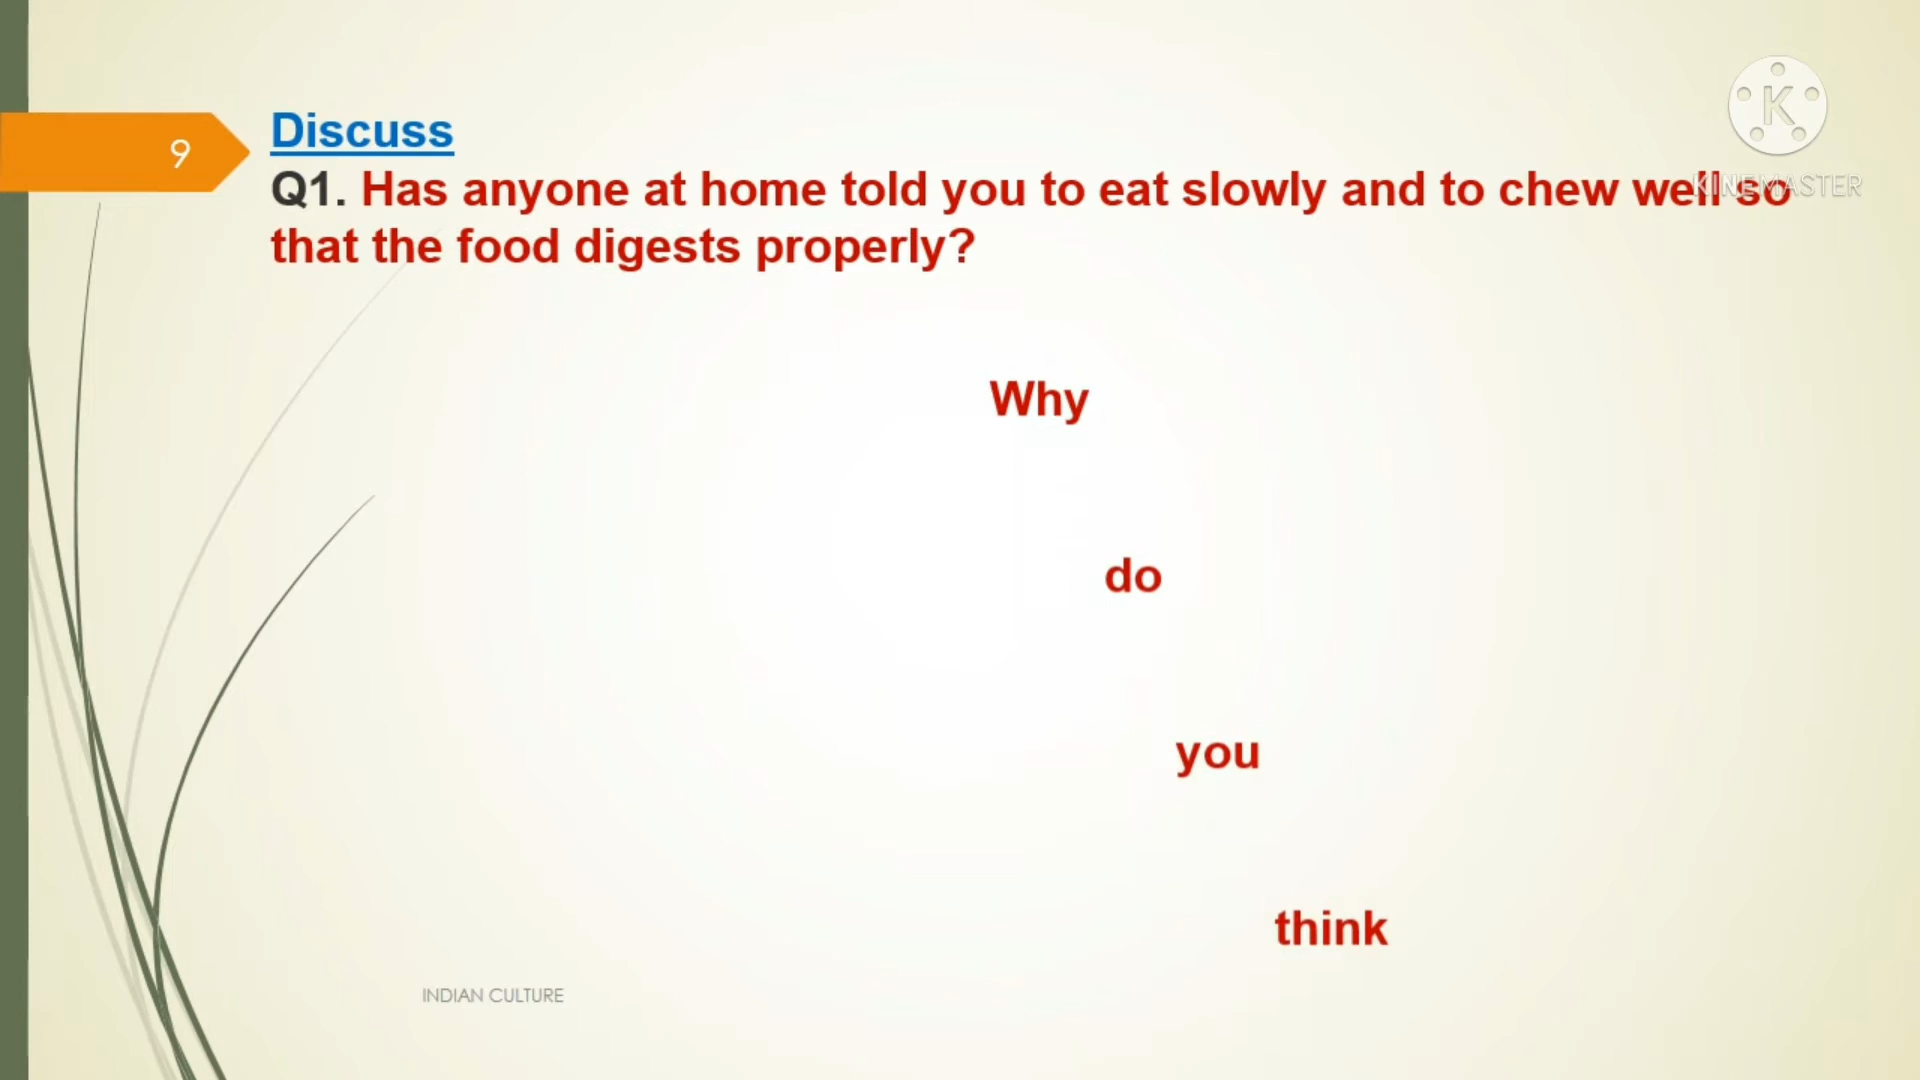 9
Discuss
Q1. Has anyone at home told you to eat slowly and to chew well so
that the food digests properly?
Why
do
you
think
INDIAN CULTURE
K
KINEMASTER